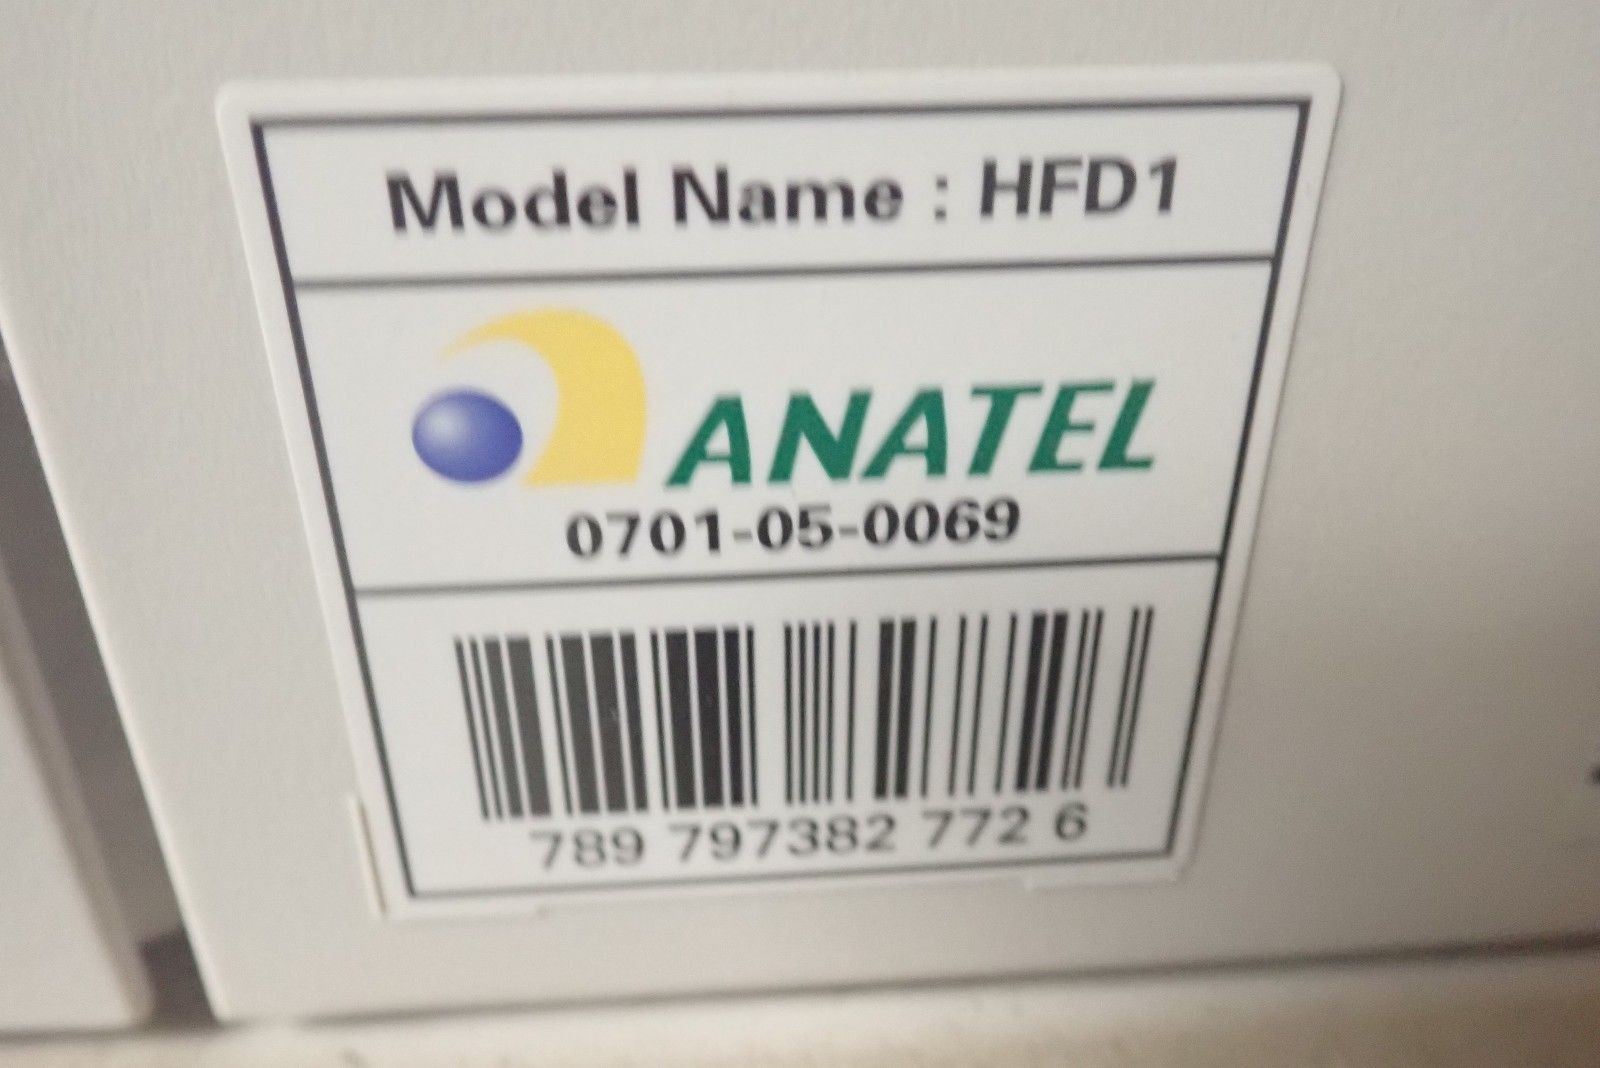 Model Name : HFD1
ANATEL
0701-05-0069
789 797382 772 6